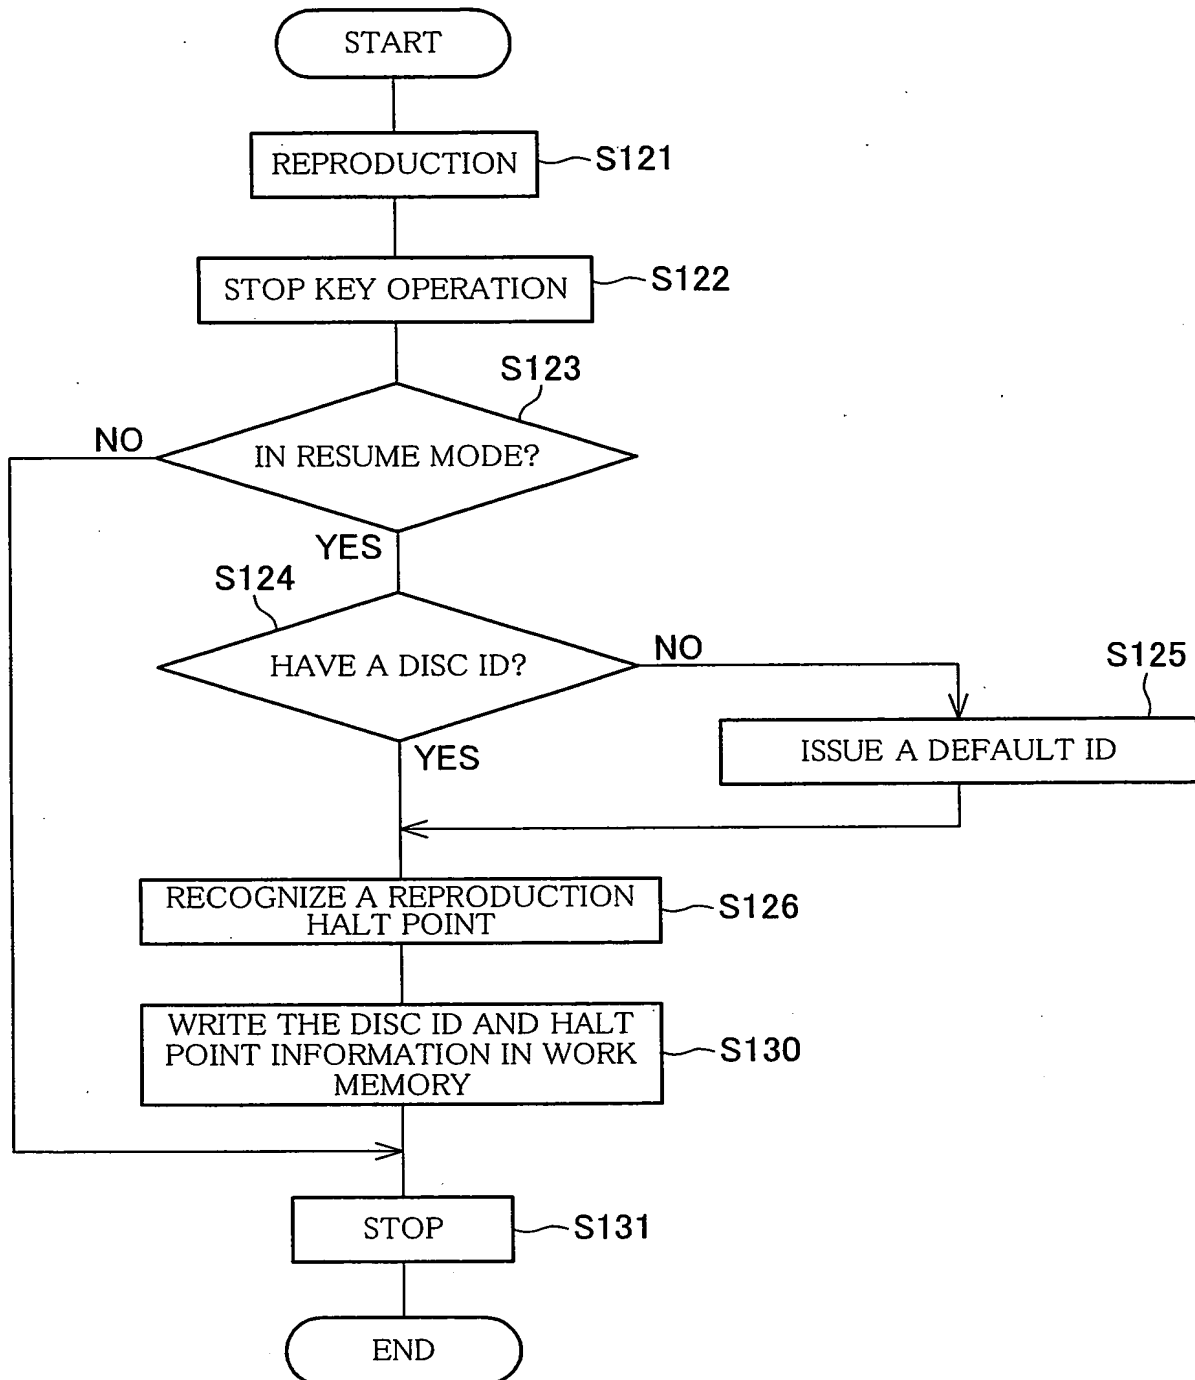 START
REPRODUCTION
S121
STOP KEY OPERATION
S122
S123
NO
IN RESUME MODE?
YES
S124
HAVE A DISC ID?
NO
S125
ISSUE A DEFAULT ID
YES
RECOGNIZE A REPRODUCTION
HALT POINT
S126
WRITE THE DISC ID AND HALT
POINT INFORMATION IN WORK
MEMORY
S130
STOP
S131
END